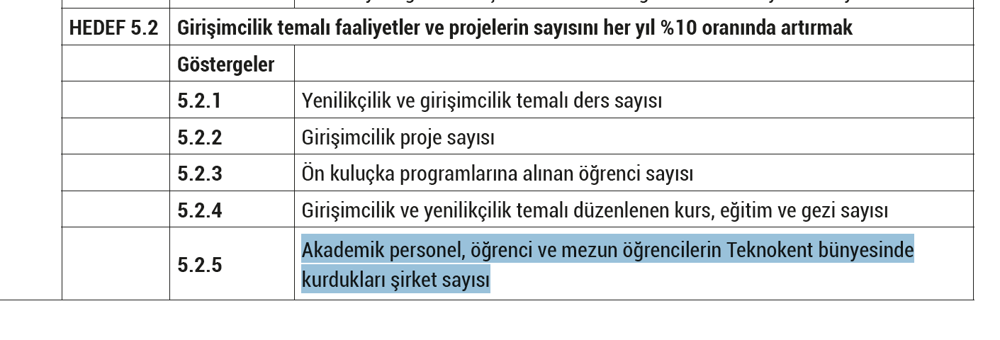 HEDEF 5.2 Girişimcilik temalı faaliyetler ve projelerin sayısını her yıl %10 oranında artırmak
Göstergeler
5.2.1 Yenilikçilik ve girişimcilik temalı ders sayısı
5.2.2 Girişimcilik proje sayısı
5.2.3 Ön kuluçka programlarına alınan öğrenci sayısı
5.2.4 Girişimcilik ve yenilikçilik temalı düzenlenen kurs, eğitim ve gezi sayısı
5.2.5 Akademik personel, öğrenci ve mezun öğrencilerin Teknokent bünyesinde
kurdukları şirket sayısı